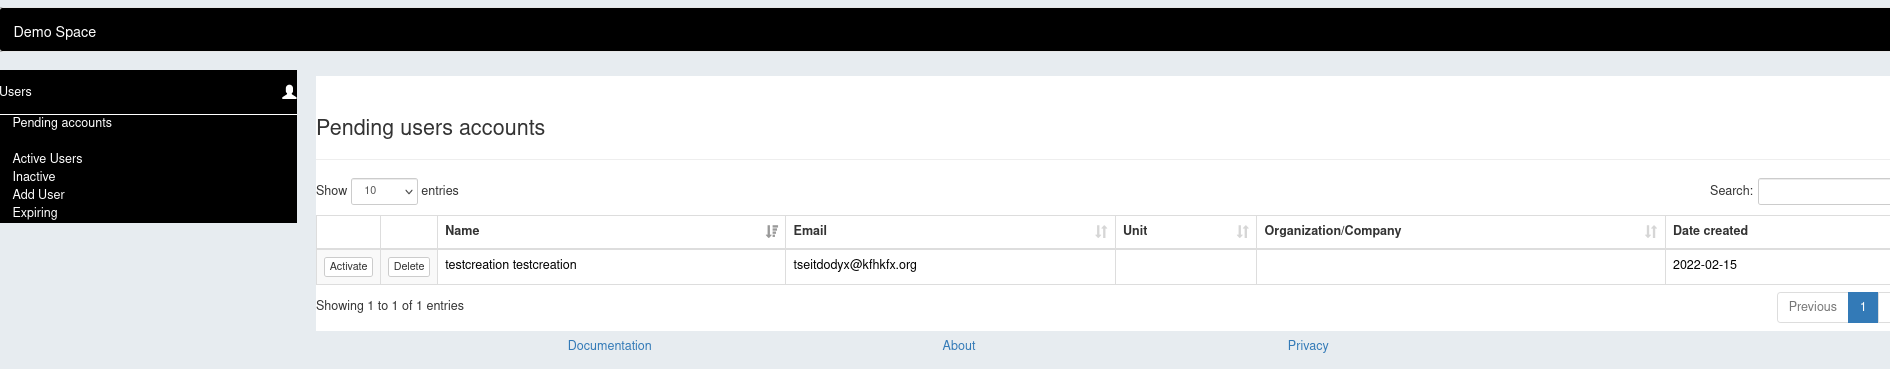 Demo Space
Users
Pending accounts
Active Users
Inactive
Add User
Expiring
Pending users accounts
Show 10 entries
Search:
Name Email Unit Organization/Company Date created
Activate Delete testcreation testcreation tseitdodyx@kfhkfx.org 2022-02-15
Showing 1 to 1 of 1 entries
Previous 1
Documentation About Privacy